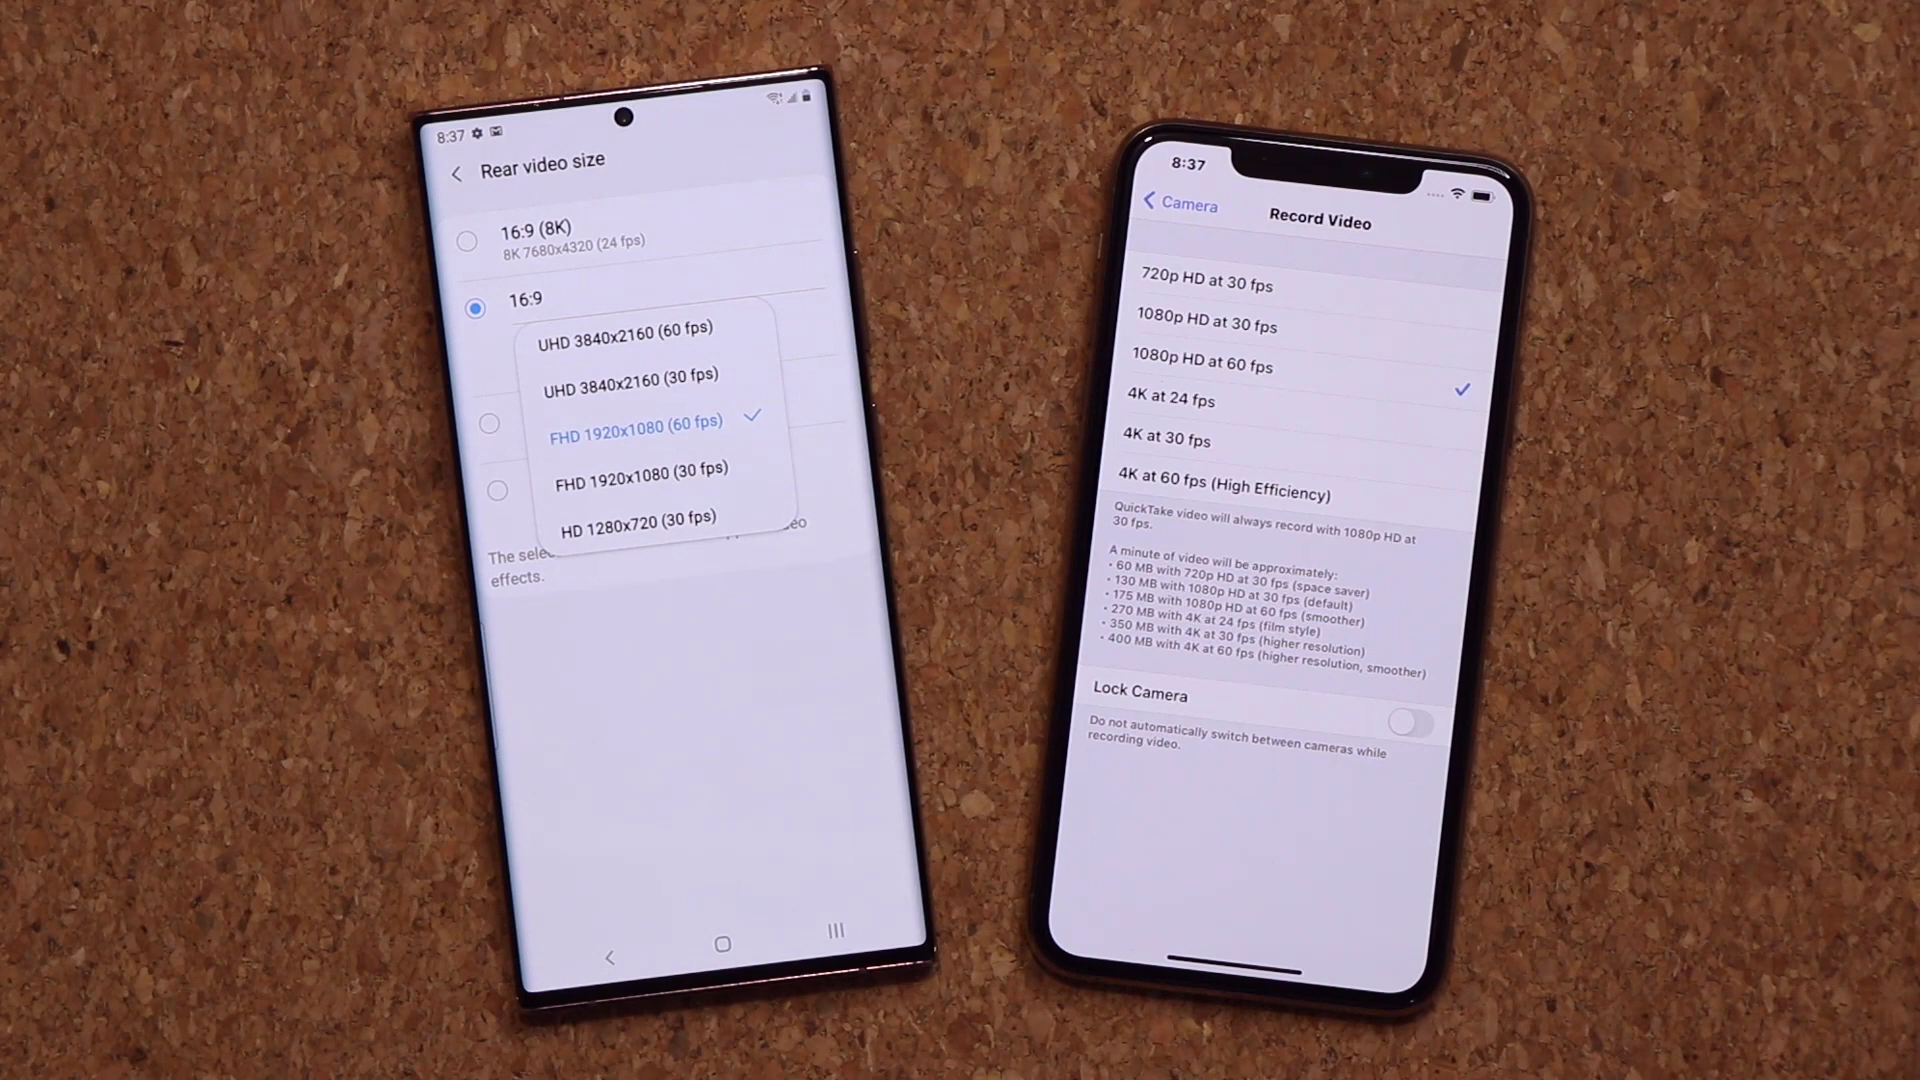 8:37
Rear video size
16:9 (8K)
8K 7680x4320 (24 fps)
16:9
UHD 3840x2160 (60 fps)
UHD 3840x2160 (30 fps)
FHD 1920x1080 (60 fps)
FHD 1920x1080 (30 fps)
HD 1280x720 (30 fps)
The
effects.
8:37
Camera
Record Video
720p HD at 30 fps
1080p HD at 30 fps
1080p HD at 60 fps
4K at 24 fps
4K at 30 fps
4K at 60 fps (High Efficiency)
QuickTake video will always record with 1080p HD at
30 fps.
A minute of video will be approximately:
• 60 MB with 720p HD at 30 fps (space saver)
• 130 MB with 1080p HD at 30 fps (default)
• 175 MB with 1080p HD at 60 fps (smoother)
• 270 MB with 4K at 24 fps (film style)
• 350 MB with 4K at 30 fps (higher resolution)
• 400 MB with 4K at 60 fps (higher resolution, smoother)
Lock Camera
Do not automatically switch between cameras while
recording video.